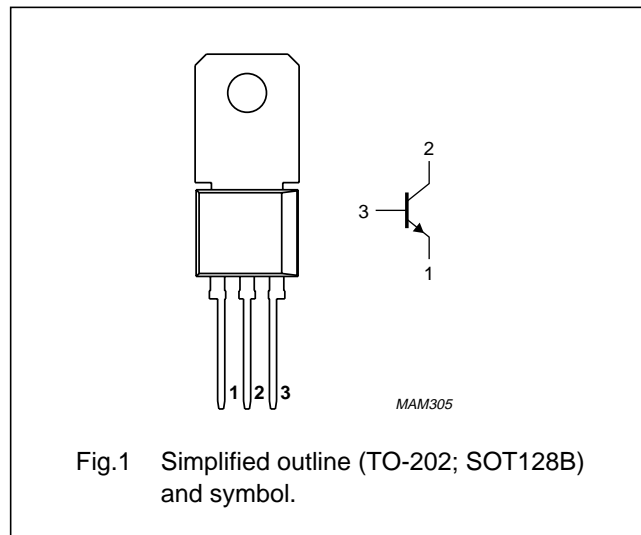 2
3
1
1 2 3
MAM305
Fig.1 Simplified outline (TO-202; SOT128B)
and symbol.